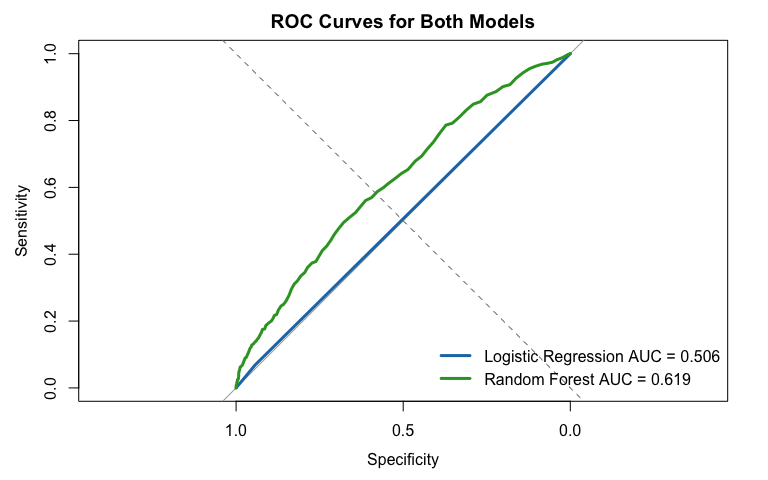 ROC Curves for Both Models
Sensitivity
1.0
0.8
0.6
0.4
0.2
0.0
Logistic Regression AUC = 0.506
Random Forest AUC = 0.619
1.0 0.5 0.0
Specificity